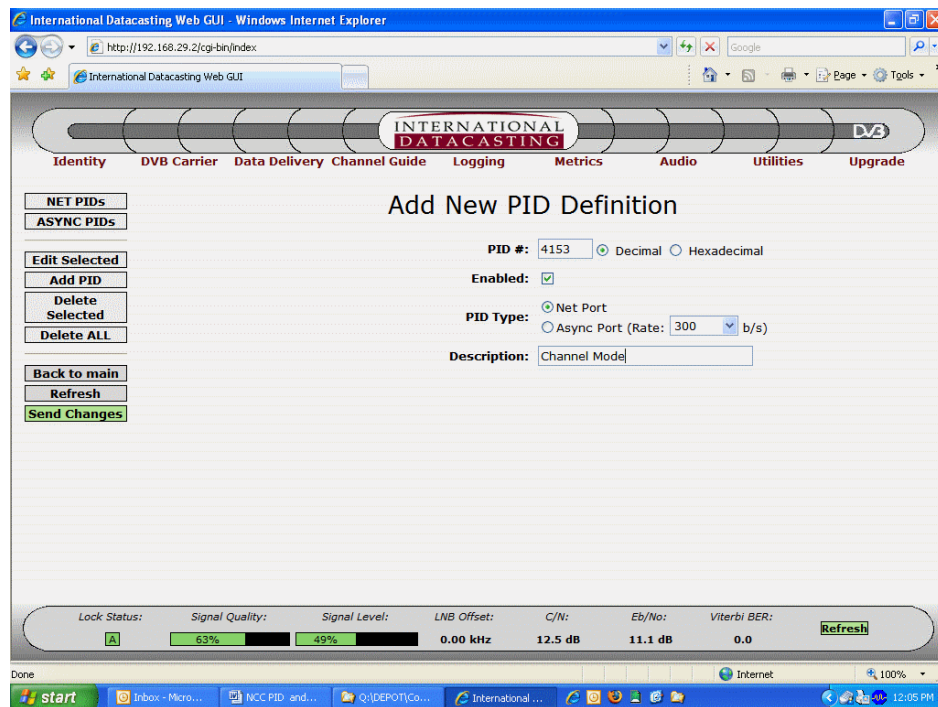 International Datacasting Web GUI - Windows Internet Explorer
http://192.168.29.2/cgi-bin/index
Google
International Datacasting Web GUI
Page
Tools
INTERNATIONAL
DATACASTING
DVB
Identity DVB Carrier Data Delivery Channel Guide Logging Metrics Audio Utilities Upgrade
NET PIDs
ASYNC PIDs
Edit Selected
Add PID
Delete
Selected
Delete ALL
Back to main
Refresh
Send Changes
Add New PID Definition
PID #: 4153 Decimal Hexadecimal
Enabled:
PID Type: Net Port
Async Port (Rate: 300 b/s)
Description: Channel Mode
Lock Status: Signal Quality: Signal Level: LNB Offset: C/N: Eb/No: Viterbi BER:
A 63% 49% 0.00 kHz 12.5 dB 11.1 dB 0.0 Refresh
Done Internet 100%
start Inbox - Micro... NCC PID and... Q:\DEPOT\Co... International ... 12:05 PM